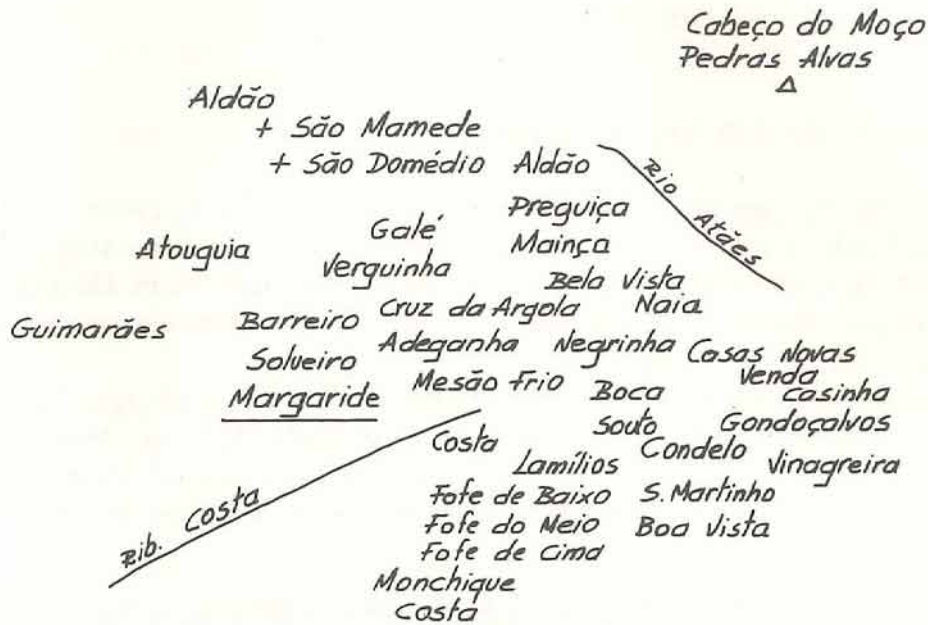 Cabeço do Moço
Pedras Alvas
Aldão
+ São Mamede
+ São Domédio
Aldão
Rio Atães
Preguiça
Galé
Mainça
Atouguia
Verguinha
Bela Vista
Naia
Cruz da Argola
Barreiro
Guimarães
Adeganha
Negrinha
Casas Novas
Solveiro
Venda
Mesão Frio
Boca
Casinha
Margaride
Souto
Gondoçalvos
Costa
Condelo
Lamílios
Vinagreira
Rib. Costa
Fofe de Baixo
S. Martinho
Fofe do Meio
Boa Vista
Fofe de Cima
Monchique
Costa